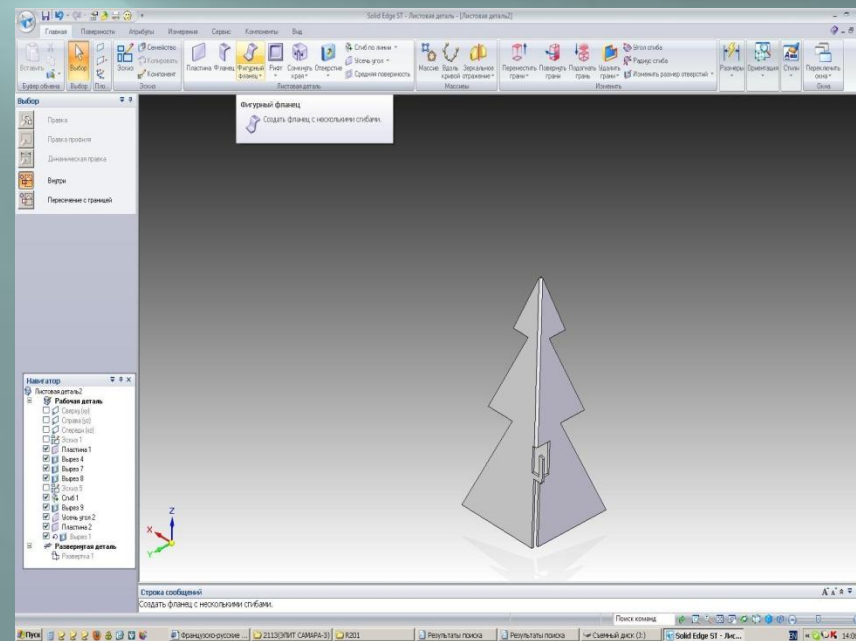 Solid Edge ST - Листовая деталь - [Листовая деталь2]
Главная Поверхности Атрибуты Измерения Сервис Компоненты Вид
Вставить Выбор Эскиз Семейство Копировать Компонент Пластина Фланец Фигурный фланец Рифт Сомкнуть края Отверстие Сгиб по линии Усечь угол Средняя поверхность Массив Вдоль кривой Зеркальное отражение Переместить грани Повернуть грани Подогнать грань Удалить грани Угол сгиба Радиус сгиба Изменить размер отверстий Размеры Ориентация Стили Переключить окна
Буфер обмена Выбор Пло... Эскиз Листовая деталь Массивы Изменить Окна
Выбор
Фигурный фланец
Создать фланец с несколькими сгибами.
Правка
Правка профиля
Динамическая правка
Внутри
Пересечение с границей
Навигатор
Листовая деталь2
Рабочая деталь
Сверху (xy)
Справа (yz)
Спереди (xz)
Эскиз 1
Пластина 1
Вырез 4
Вырез 7
Вырез 8
Сгиб 1
Вырез 9
Усечь угол 2
Пластина 2
Вырез 1
Развернутая деталь
Развертка 1
Z
X
Y
Строка сообщений
Создать фланец с несколькими сгибами.
Поиск команд
Пуск Французско-русские ... 2113(ЭЛИТ САМАРА-3) R201 Результаты поиска Результаты поиска Съемный диск (I:) Solid Edge ST - Лис... EN